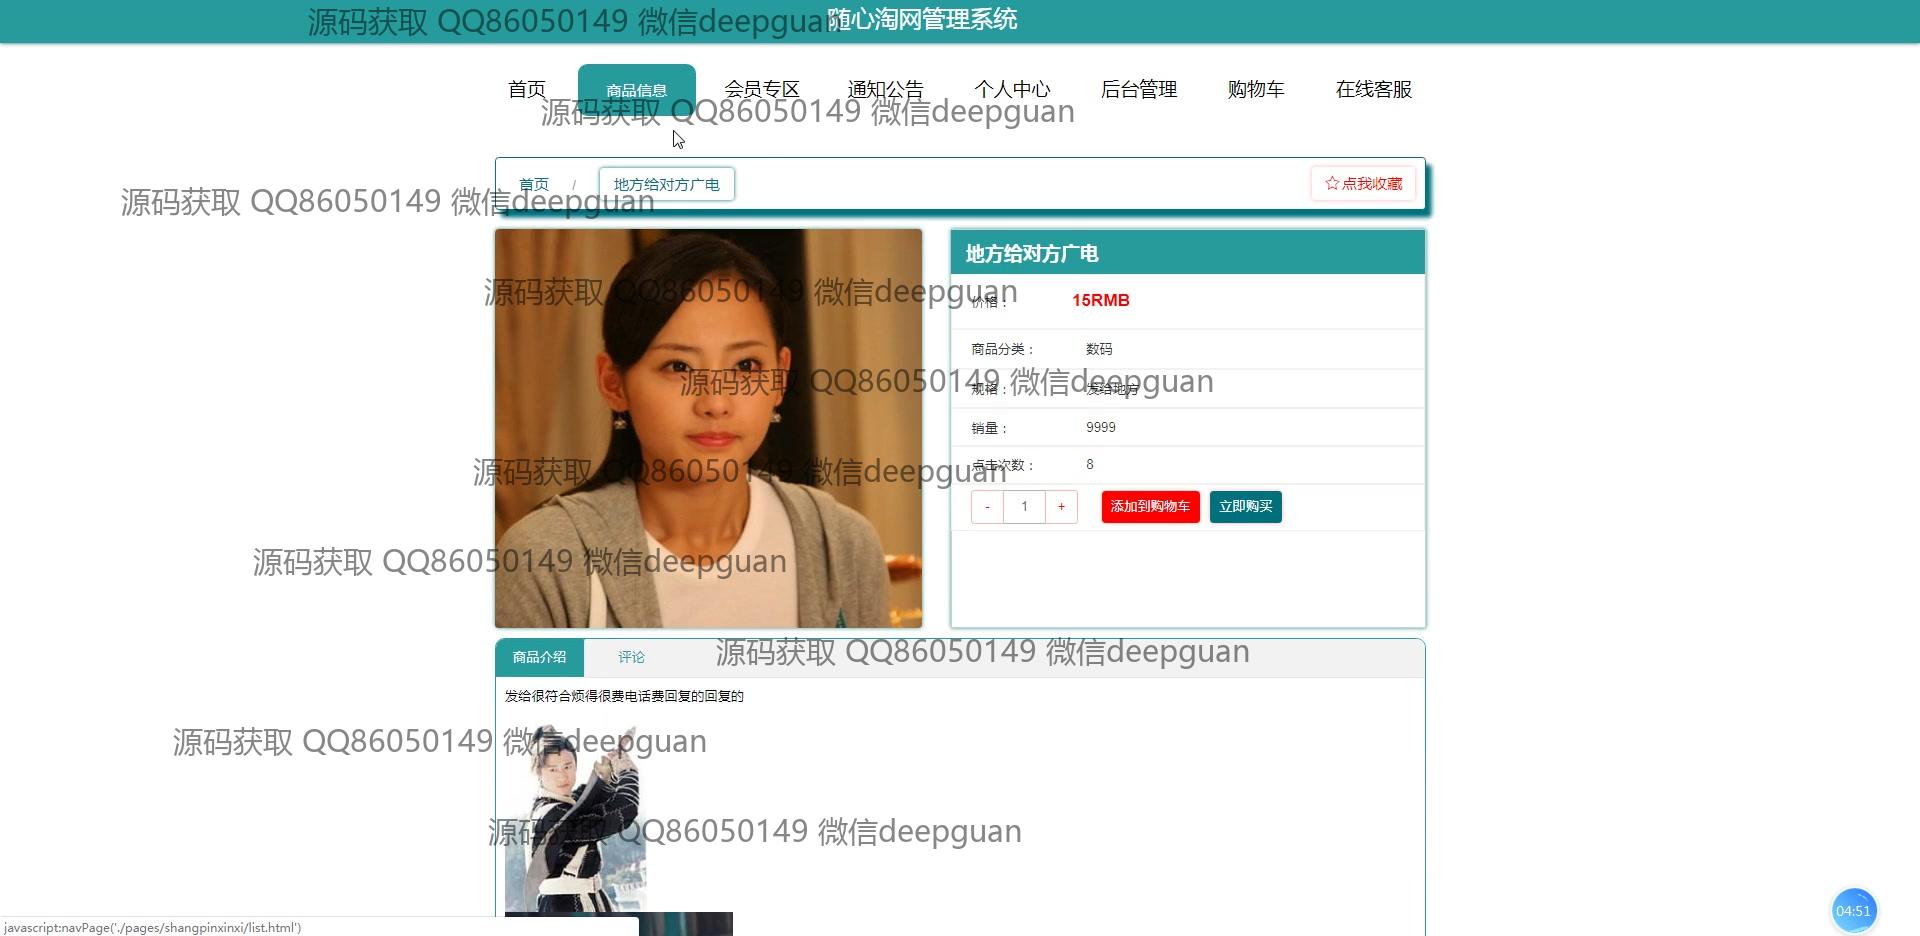 随心淘网管理系统
源码获取 QQ86050149 微信deepguan
首页 商品信息 会员专区 通知公告 个人中心 后台管理 购物车 在线客服
源码获取 QQ86050149 微信deepguan
首页 / 地方给对方广电 ☆点我收藏
源码获取 QQ86050149 微信deepguan
地方给对方广电
源码获取 QQ86050149 微信deepguan
价格： 15RMB
商品分类： 数码
源码获取 QQ86050149 微信deepguan
规格： 发给地方
销量： 9999
点击次数： 8
源码获取 QQ86050149 微信deepguan
- 1 + 添加到购物车 立即购买
源码获取 QQ86050149 微信deepguan
源码获取 QQ86050149 微信deepguan
商品介绍 评论
发给很符合烦得很费电话费回复的回复的
源码获取 QQ86050149 微信deepguan
源码获取 QQ86050149 微信deepguan
04:51
javascript:navPage('./pages/shangpinxinxi/list.html')